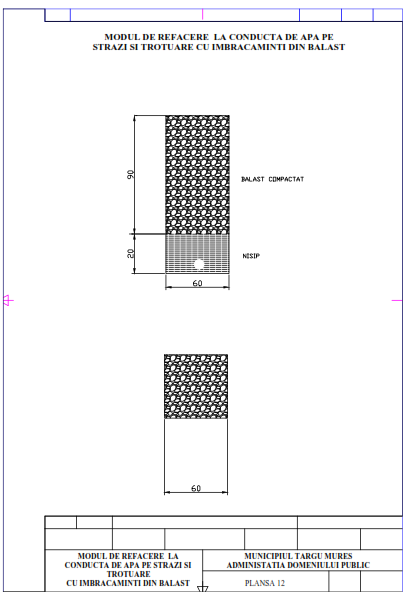 MODUL DE REFACERE LA CONDUCTA DE APA PE
STRAZI SI TROTUARE CU IMBRACAMINTI DIN BALAST
90
BALAST COMPACTAT
20
NISIP
60
60
MODUL DE REFACERE LA
CONDUCTA DE APA PE STRAZI SI
TROTUARE
CU IMBRACAMINTI DIN BALAST
MUNICIPIUL TARGU MURES
ADMINISTATIA DOMENIULUI PUBLIC
PLANSA 12